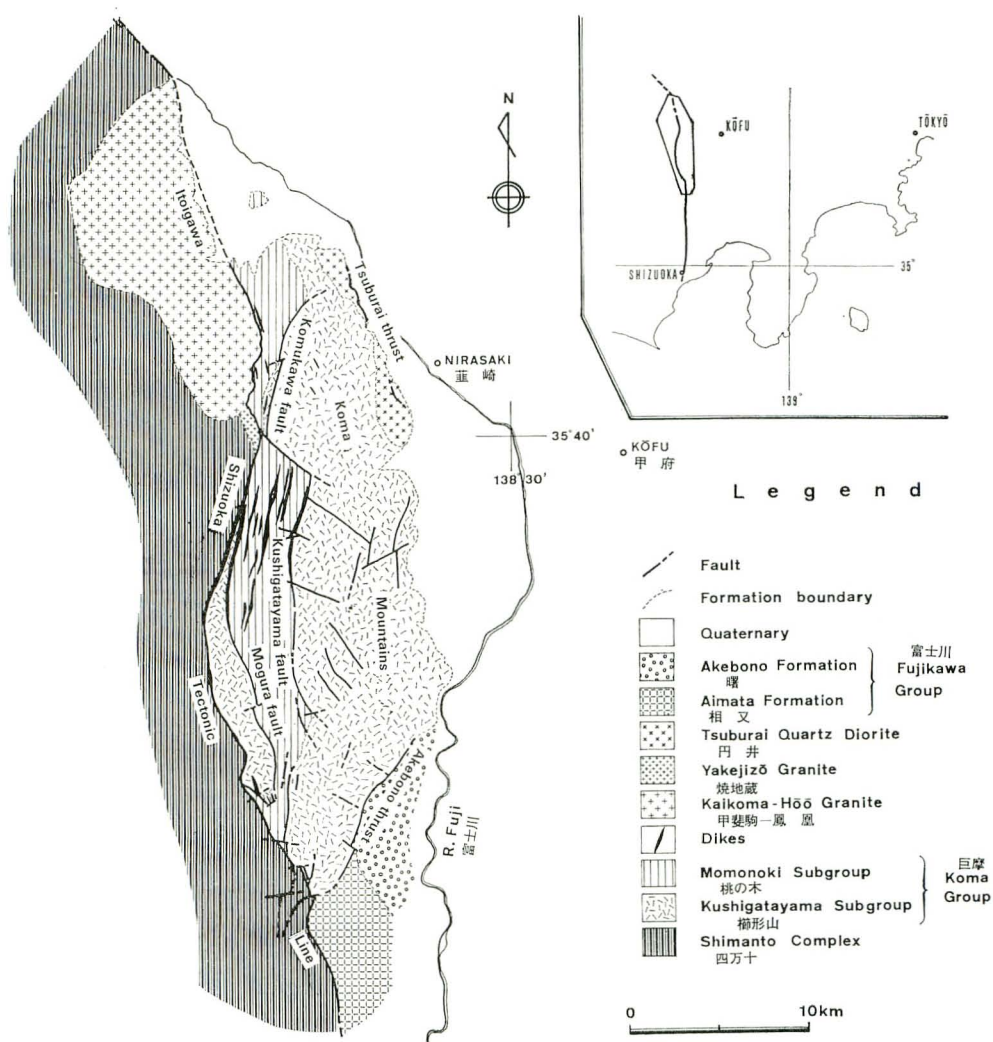 N
KŌFU
TŌKYŌ
SHIZUOKA
35°
139°
Itoigawa
Shizuoka
Tectonic
Line
Tsuburai thrust
Komukawa fault
Koma
Mountains
Kushigatayama fault
Mogura fault
Akebono thrust
R. Fuji
富士川
NIRASAKI
韮崎
35°40'
138°30'
KŌFU
甲府
Legend
Fault
Formation boundary
Quaternary
Akebono Formation
曙
Aimata Formation
相又
富士川
Fujikawa
Group
Tsuburai Quartz Diorite
円井
Yakejizō Granite
焼地蔵
Kaikoma-Hōō Granite
甲斐駒一鳳凰
Dikes
Momonoki Subgroup
桃の木
Kushigatayama Subgroup
櫛形山
巨摩
Koma
Group
Shimanto Complex
四万十
0 10km